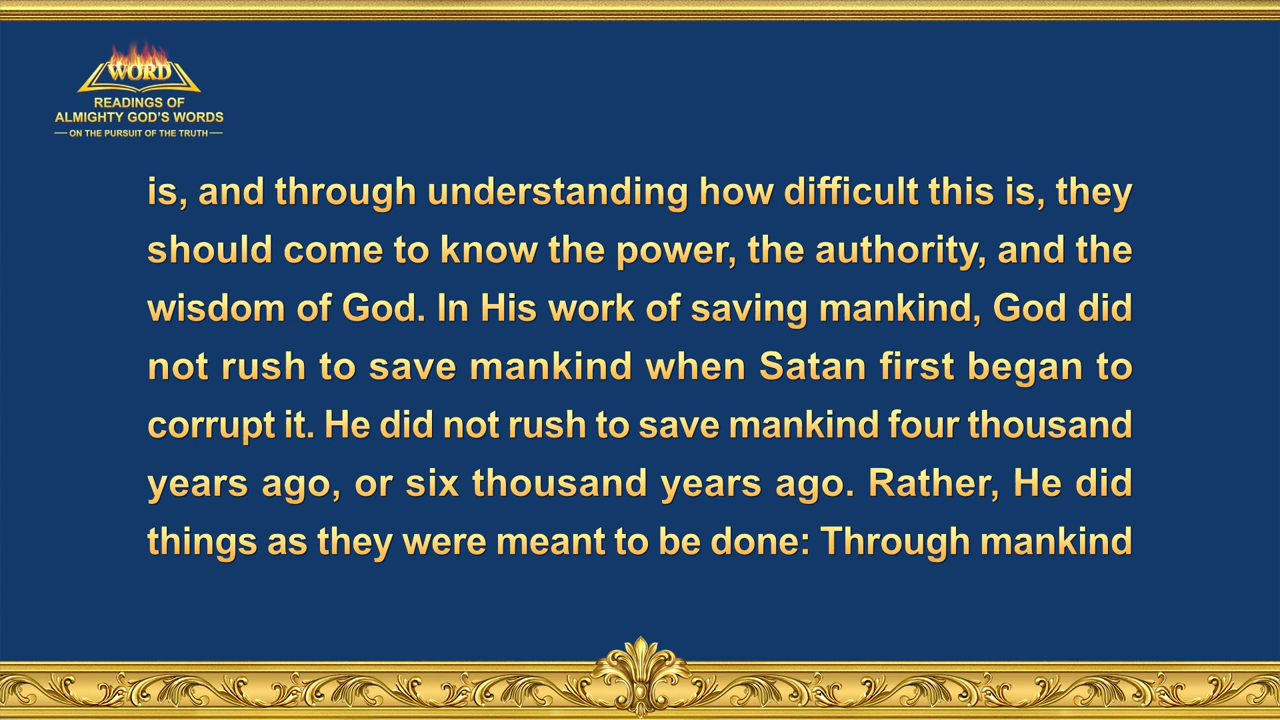 WORD
READINGS OF
ALMIGHTY GOD'S WORDS
ON THE PURSUIT OF THE TRUTH
is, and through understanding how difficult this is, they
should come to know the power, the authority, and the
wisdom of God. In His work of saving mankind, God did
not rush to save mankind when Satan first began to
corrupt it. He did not rush to save mankind four thousand
years ago, or six thousand years ago. Rather, He did
things as they were meant to be done: Through mankind